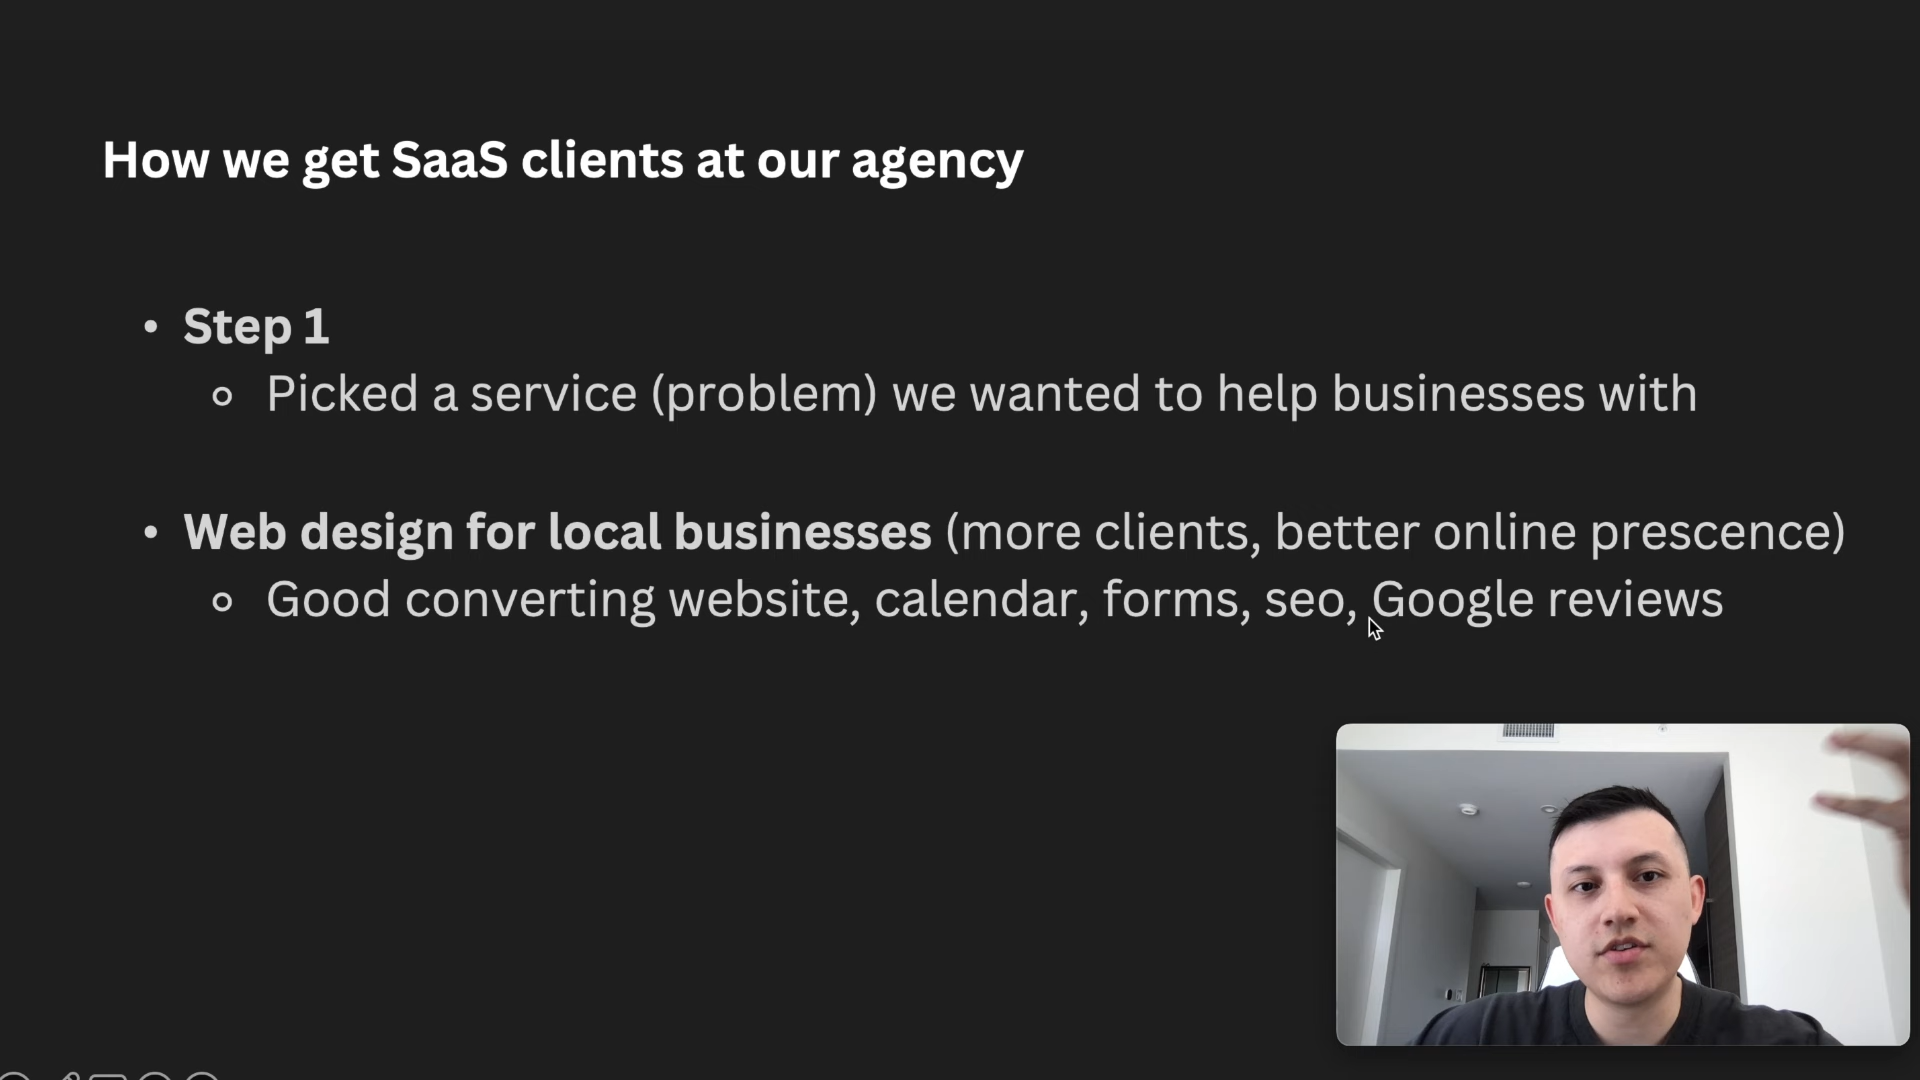 How we get SaaS clients at our agency
• Step 1
○ Picked a service (problem) we wanted to help businesses with
• Web design for local businesses (more clients, better online prescence)
○ Good converting website, calendar, forms, seo, Google reviews